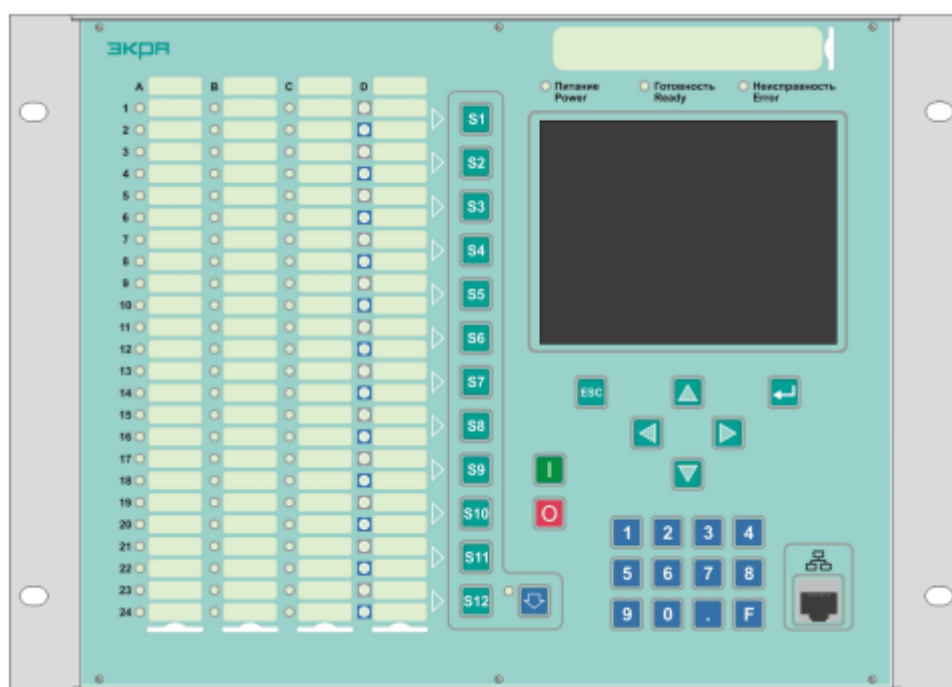 ЭКРА
Питание
Power
Готовность
Ready
Неисправность
Error
A B C D
1
2
3
4
5
6
7
8
9
10
11
12
13
14
15
16
17
18
19
20
21
22
23
24
S1
S2
S3
S4
S5
S6
S7
S8
S9
S10
S11
S12
ESC
I
O
1 2 3 4
5 6 7 8
9 0 . F